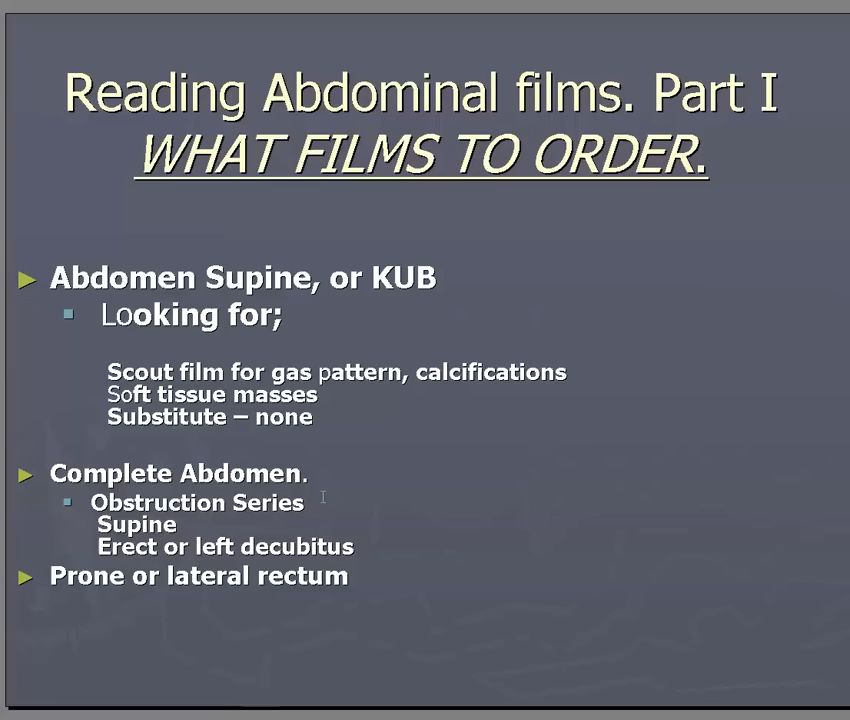 Reading Abdominal films. Part I
WHAT FILMS TO ORDER.
► Abdomen Supine, or KUB
▪ Looking for;
Scout film for gas pattern, calcifications
Soft tissue masses
Substitute – none
► Complete Abdomen.
▪ Obstruction Series
Supine
Erect or left decubitus
► Prone or lateral rectum